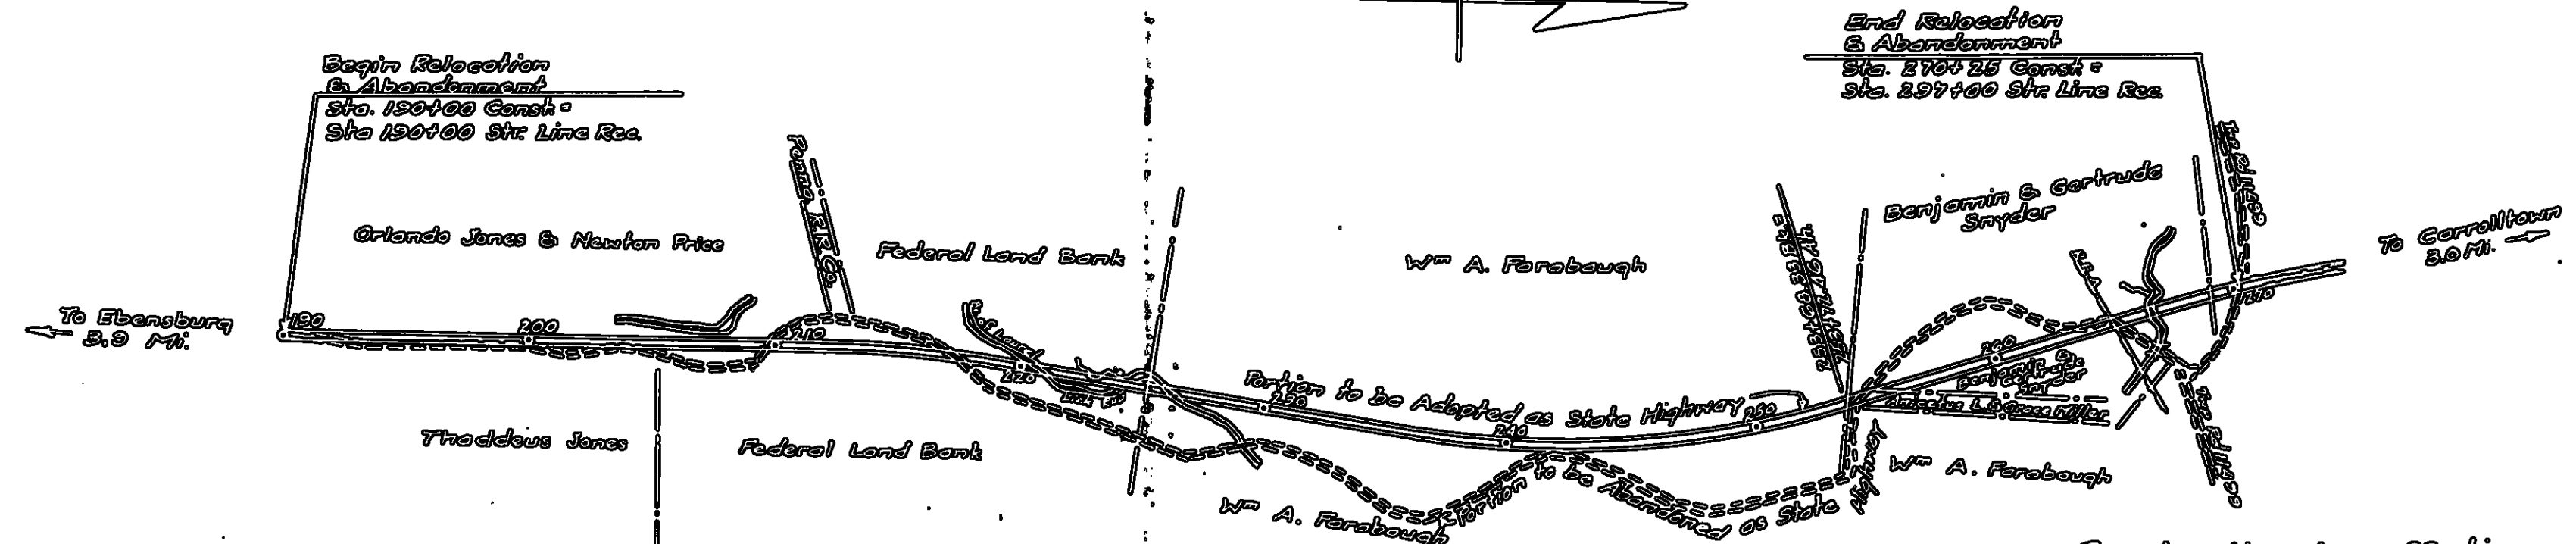 Begin Relocation
& Abandonment
Sta. 190+00 Const. =
Sta 190+00 Str. Line Rec.
End Relocation
& Abandonment
Sta. 270+25 Const. =
Sta. 297+00 Str. Line Rec.
Orlando Jones & Newton Price
Penna. R.R. Co.
Federal Land Bank
Wm A. Farabaugh
Benjamin & Gertrude
Snyder
To Carrolltown
3.0 Mi.
To Ebensburg
3.9 Mi.
190
200
210
220
230
240
250
260
270
Portion to be Adopted as State Highway
Benjamin &
Gertrude
Snyder
Thaddeus Jones
Federal Land Bank
Wm A. Farabaugh
Portion to be Abandoned as State
Highway
Wm A. Farabaugh